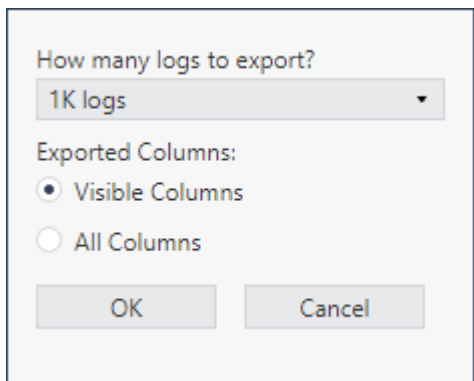 How many logs to export?
1K logs
Exported Columns:
Visible Columns
All Columns
OK Cancel